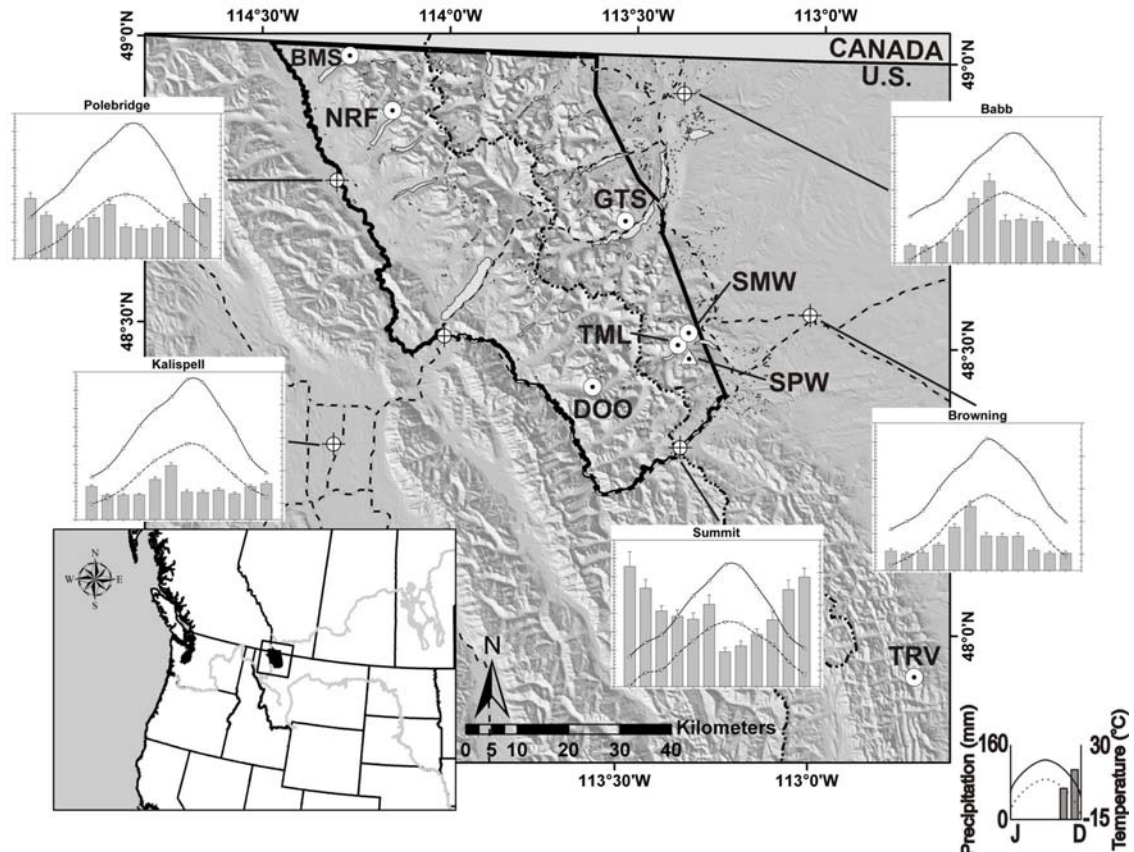 114°30'W
114°0'W
113°30'W
113°0'W
49°0'N
BMS
CANADA
U.S.
49°0'N
Polebridge
NRF
Babb
GTS
SMW
48°30'N
TML
48°30'N
SPW
Kalispell
DOO
Browning
Summit
N
W
E
S
N
48°0'N
TRV
Kilometers
0 5 10 20 30 40
113°30'W
113°0'W
Precipitation (mm)
160
0
J
D
30
-15
Temperature (°C)